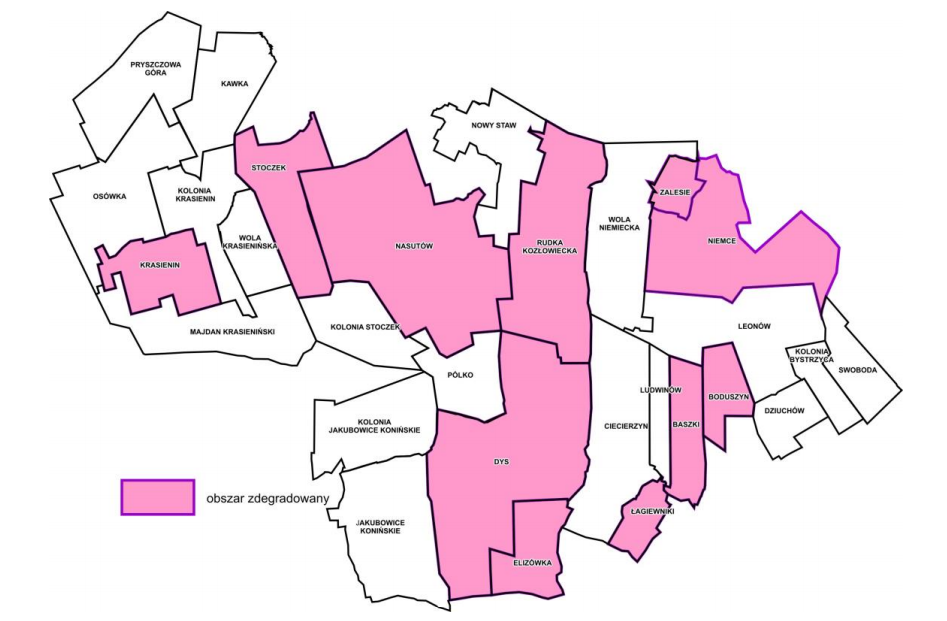 PRYSZCZOWA
GÓRA
KAWKA
NOWY STAW
STOCZEK
OSÓWKA
KOLONIA
KRASIENIN
ZALESIE
WOLA
NIEMIECKA
WOLA
KRASIENIŃSKA
NASUTÓW
RUDKA
KOZŁOWIECKA
NIEMCE
KRASIENIN
MAJDAN KRASIENIŃSKI
KOLONIA STOCZEK
LEONÓW
KOLONIA
BYSTRZYCA
SWOBODA
PÓLKO
LUDWINÓW
BODUSZYN
DZIUCHÓW
KOLONIA
JAKUBOWICE KONIŃSKIE
CIECIERZYN
BASZKI
DYS
obszar zdegradowany
ŁAGIEWNIKI
JAKUBOWICE
KONIŃSKIE
ELIZÓWKA